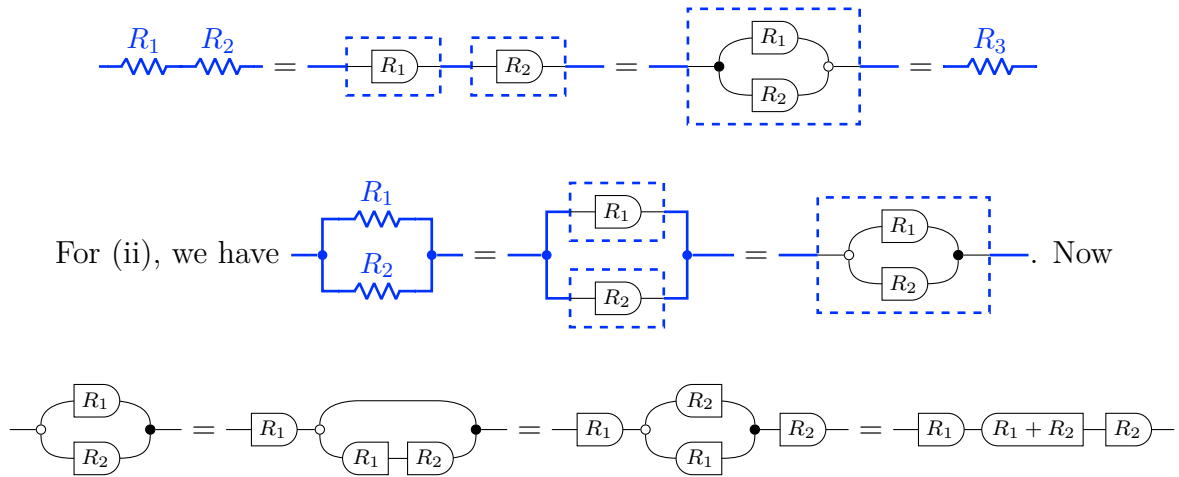 R₁ R₂ = R₁ R₂ = R₁ R₂ = R₃
For (ii), we have R₁ R₂ = R₁ R₂ = R₁ R₂ . Now
R₁ R₂ = R₁ R₁ R₂ = R₁ R₂ R₁ R₂ = R₁ R₁ + R₂ R₂